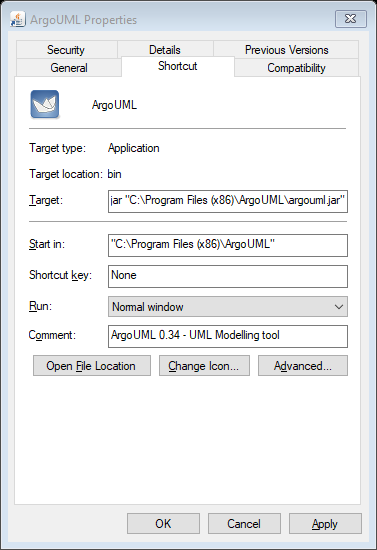 ArgoUML Properties
Security Details Previous Versions
General Shortcut Compatibility
ArgoUML
Target type: Application
Target location: bin
Target: jar "C:\Program Files (x86)\ArgoUML\argouml.jar"
Start in: "C:\Program Files (x86)\ArgoUML"
Shortcut key: None
Run: Normal window
Comment: ArgoUML 0.34 - UML Modelling tool
Open File Location Change Icon... Advanced...
OK Cancel Apply